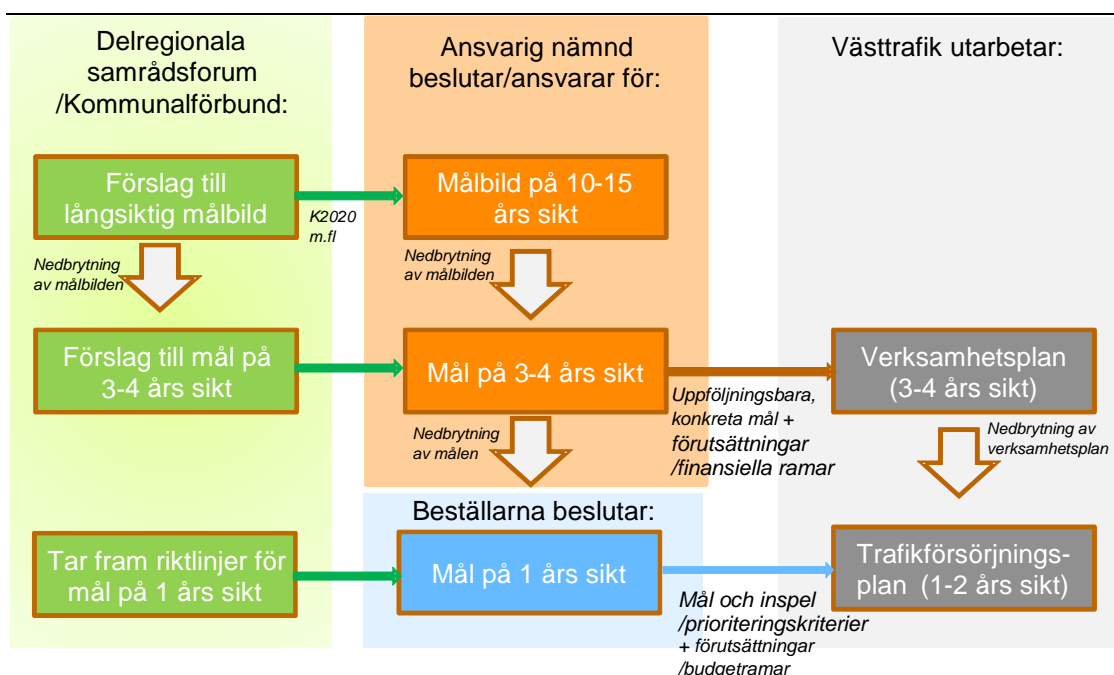 Delregionala
samrådsforum
/Kommunalförbund:
Ansvarig nämnd
beslutar/ansvarar för:
Västtrafik utarbetar:
Förslag till
långsiktig målbild
K2020
m.fl
Målbild på 10-15
års sikt
Nedbrytning
av målbilden
Nedbrytning
av målbilden
Förslag till mål på
3-4 års sikt
Mål på 3-4 års sikt
Uppföljningsbara,
konkreta mål +
förutsättningar
/finansiella ramar
Verksamhetsplan
(3-4 års sikt)
Nedbrytning
av målen
Nedbrytning av
verksamhetsplan
Beställarna beslutar:
Tar fram riktlinjer för
mål på 1 års sikt
Mål på 1 års sikt
Mål och inspel
/prioriteringskriterier
+ förutsättningar
/budgetramar
Trafikförsörjnings-
plan (1-2 års sikt)